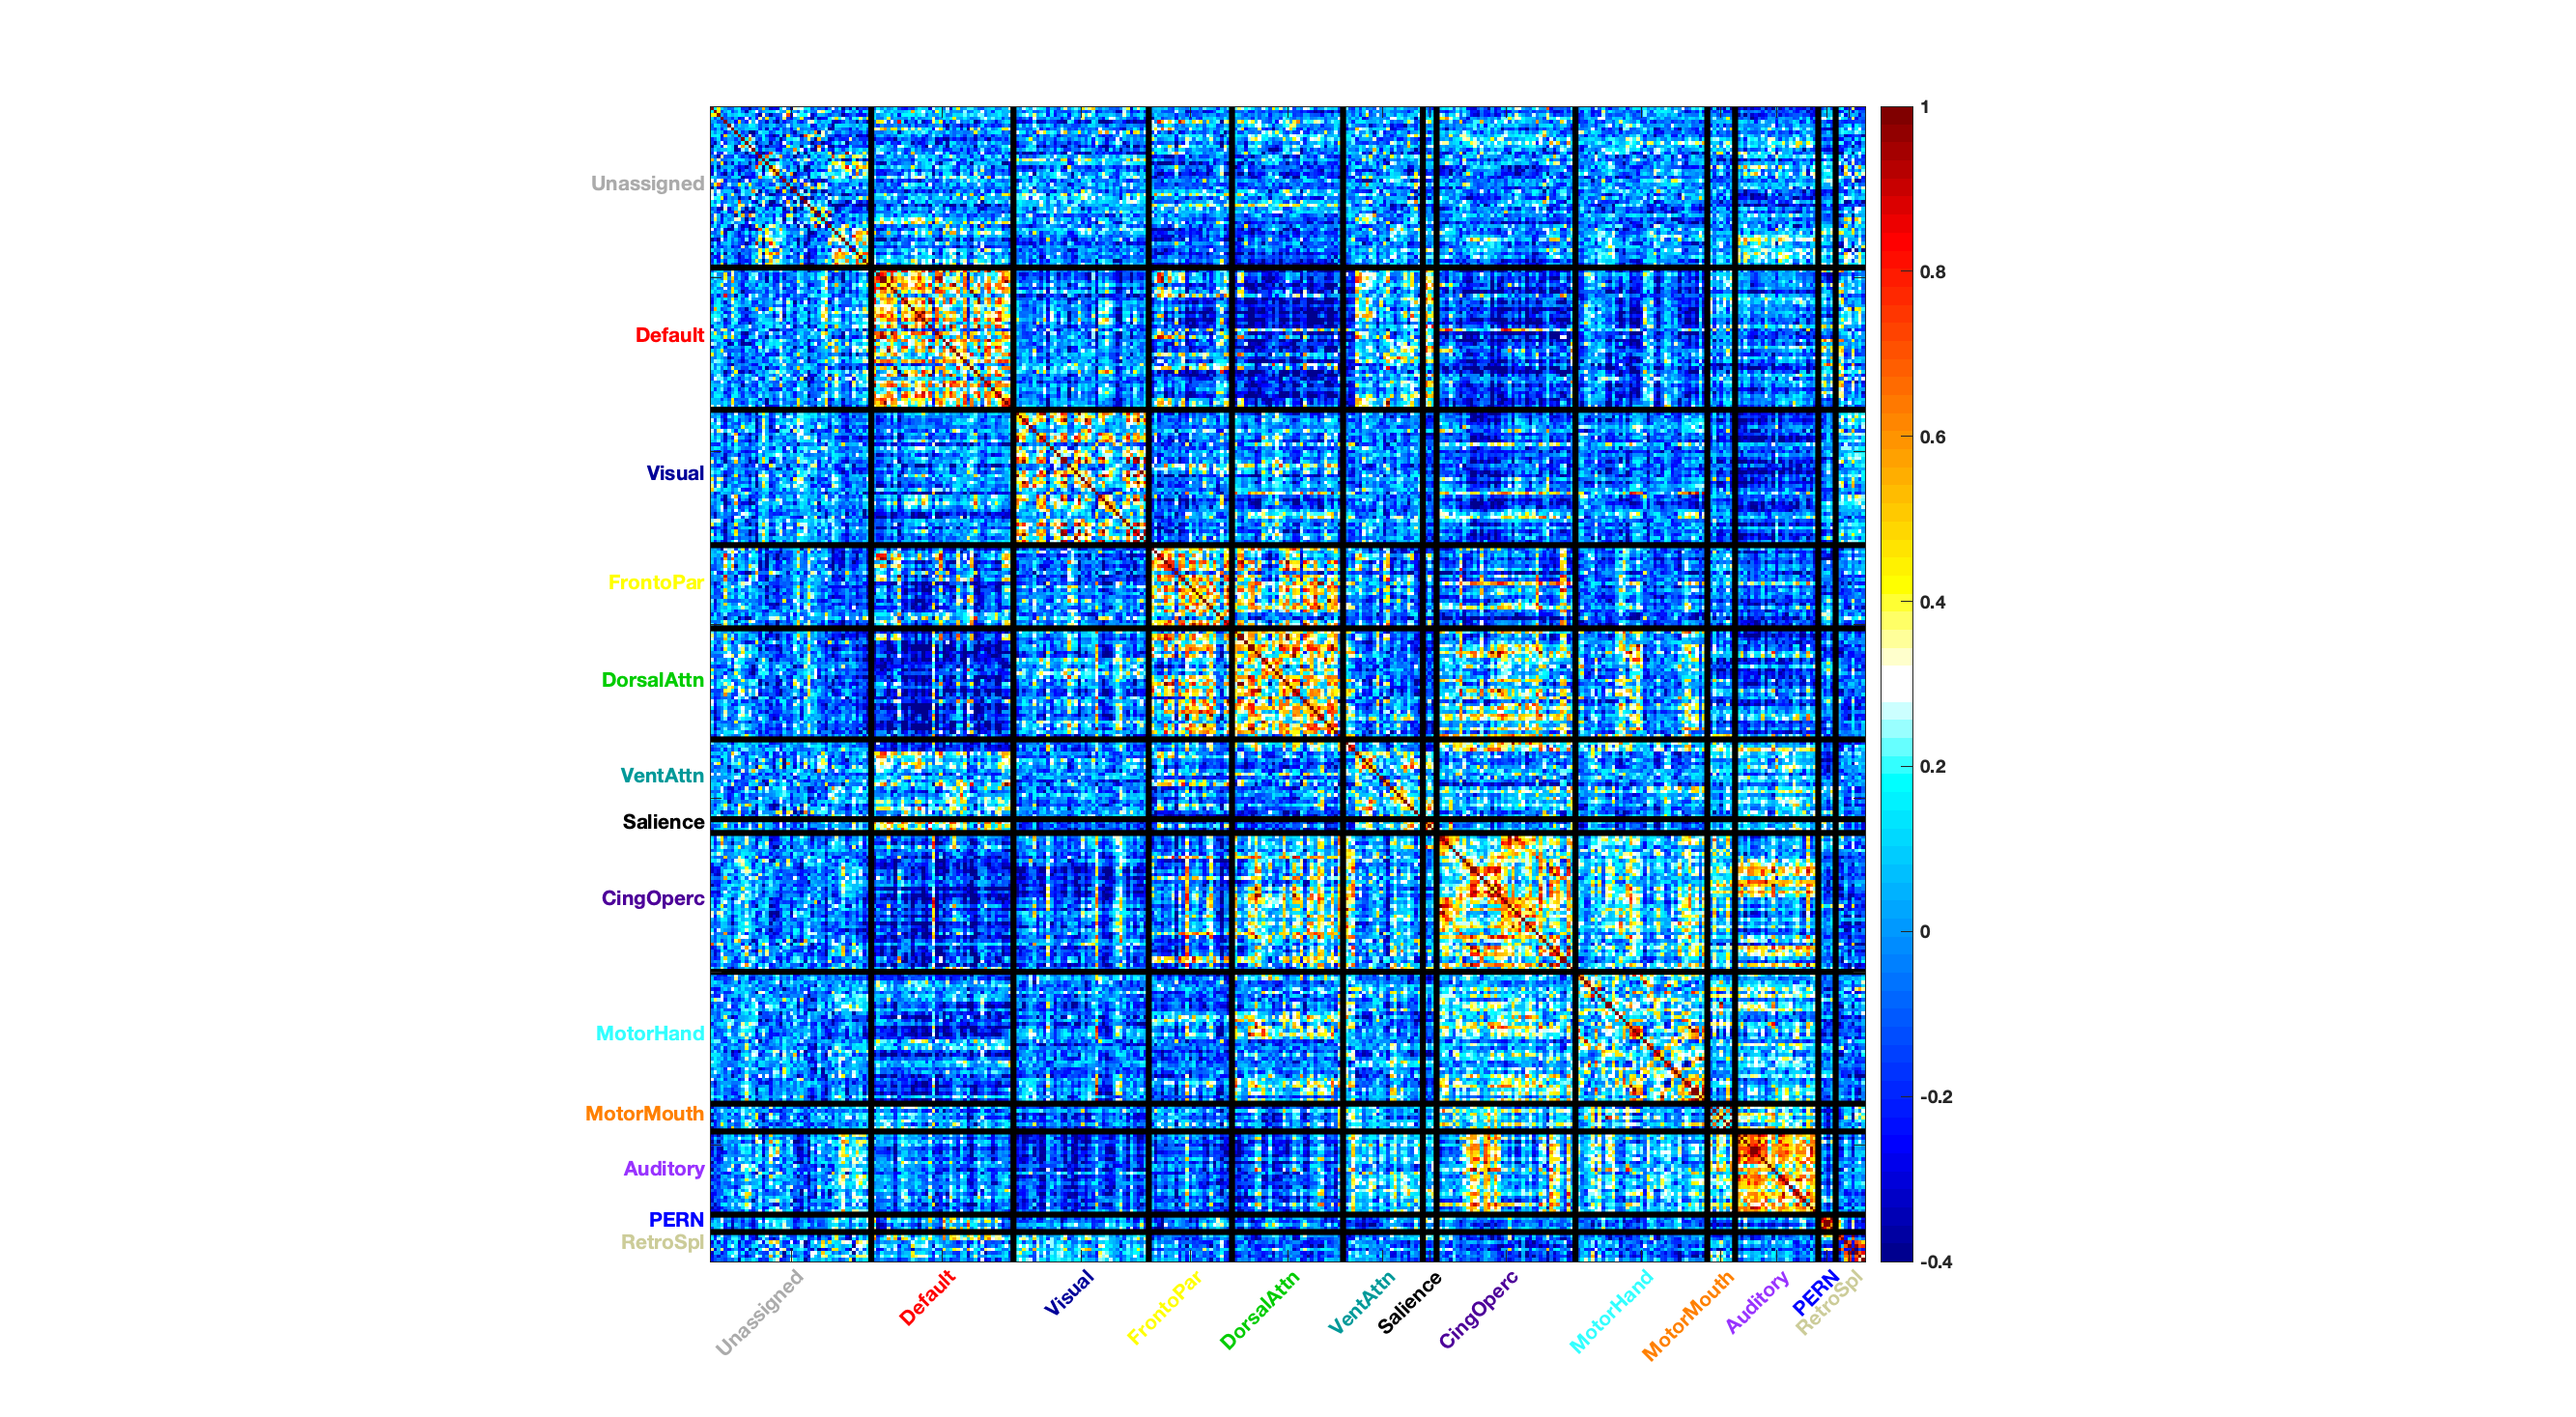 Unassigned
Default
Visual
FrontoPar
DorsalAttn
VentAttn
Salience
CingOperc
MotorHand
MotorMouth
Auditory
PERN
RetroSpl
Unassigned
Default
Visual
FrontoPar
DorsalAttn
VentAttn
Salience
CingOperc
MotorHand
MotorMouth
Auditory
PERN
RetroSpl
1
0.8
0.6
0.4
0.2
0
-0.2
-0.4